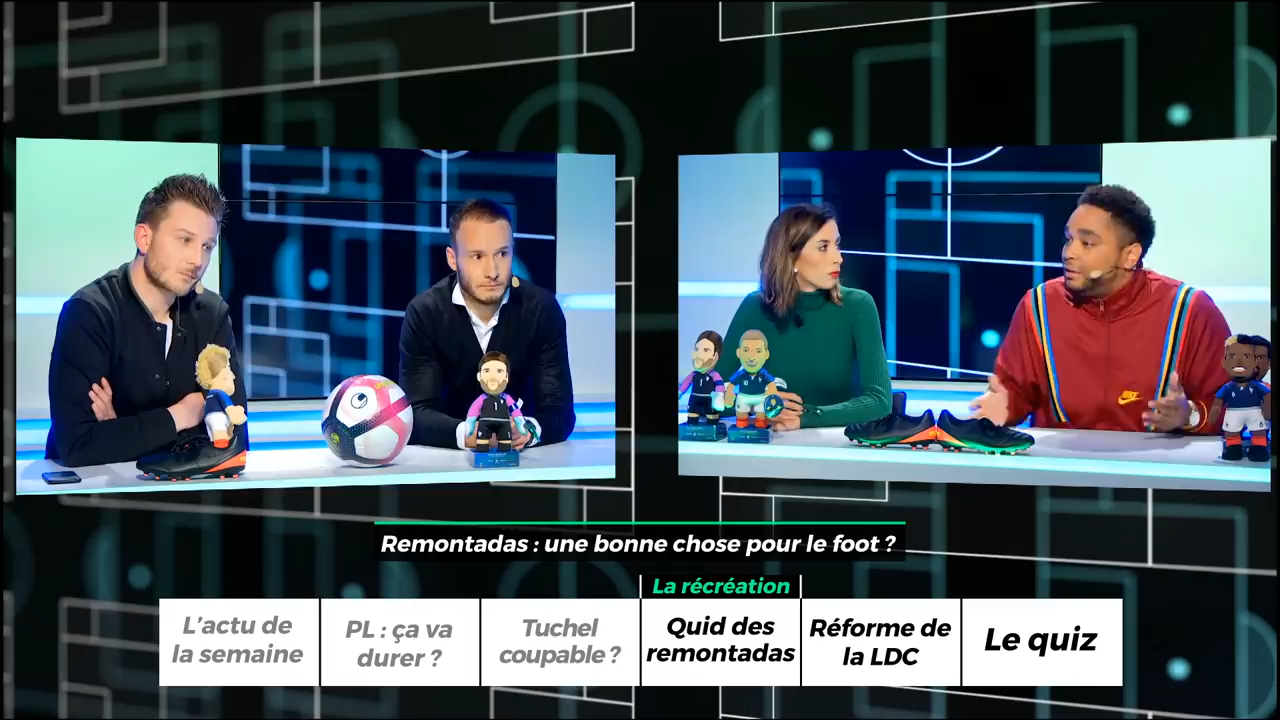 Remontadas : une bonne chose pour le foot ?
La récréation
L'actu de
la semaine
PL : ça va
durer ?
Tuchel
coupable ?
Quid des
remontadas
Réforme de
la LDC
Le quiz